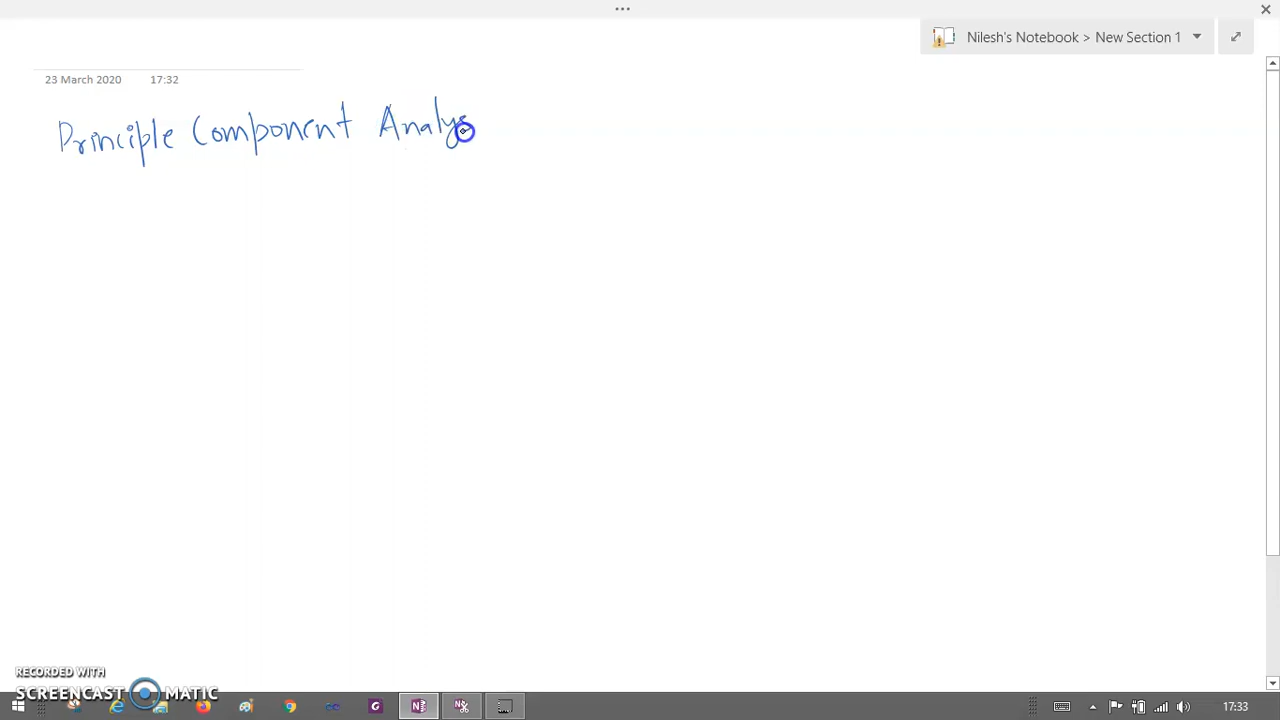 Nilesh's Notebook > New Section 1
23 March 2020 17:32
Principle Component Analys
RECORDED WITH
SCREENCAST MATIC
17:33